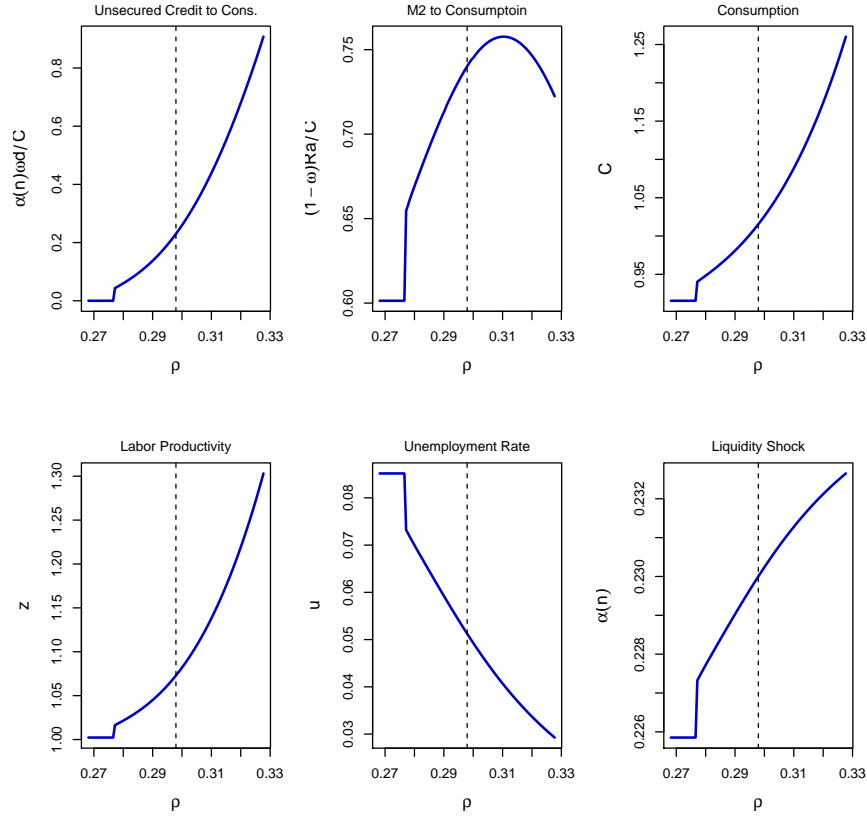 Unsecured Credit to Cons.
α(n)ωd/C
0.0 0.2 0.4 0.6 0.8
0.27 0.29 0.31 0.33
ρ
M2 to Consumptoin
(1 − ω)Ra/C
0.60 0.65 0.70 0.75
0.27 0.29 0.31 0.33
ρ
Consumption
C
0.95 1.05 1.15 1.25
0.27 0.29 0.31 0.33
ρ
Labor Productivity
z
1.00 1.05 1.10 1.15 1.20 1.25 1.30
0.27 0.29 0.31 0.33
ρ
Unemployment Rate
u
0.03 0.04 0.05 0.06 0.07 0.08
0.27 0.29 0.31 0.33
ρ
Liquidity Shock
α(n)
0.226 0.228 0.230 0.232
0.27 0.29 0.31 0.33
ρ